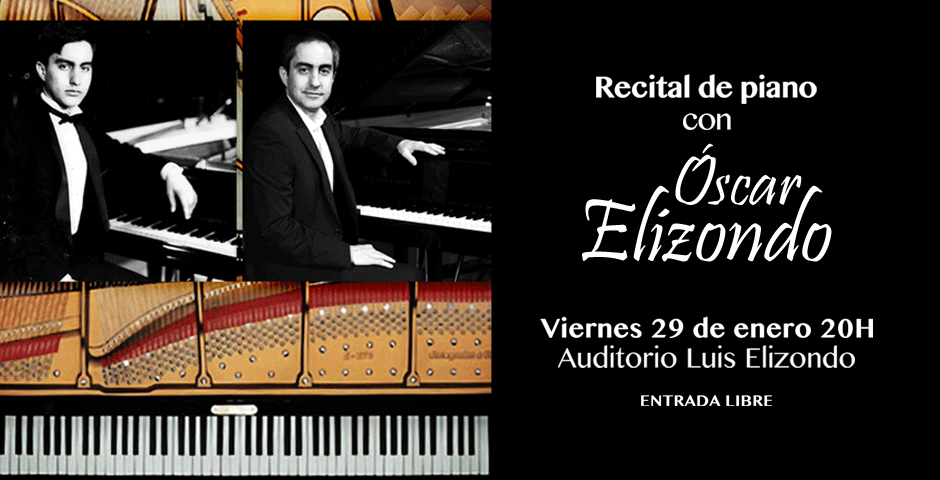 Recital de piano
con
Óscar
Elizondo
Viernes 29 de enero 20H
Auditorio Luis Elizondo
ENTRADA LIBRE